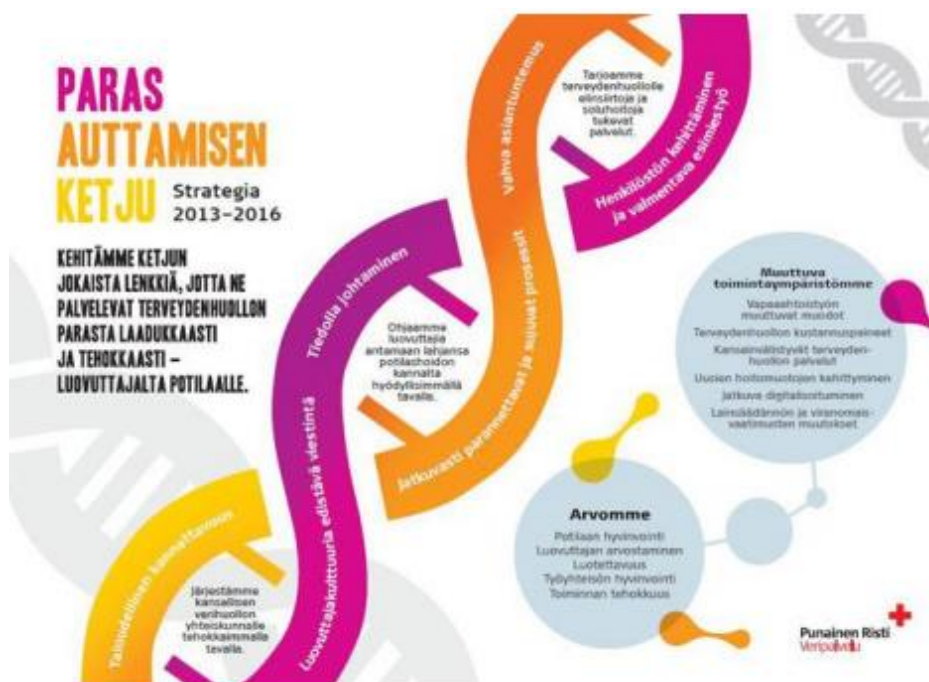 PARAS
AUTTAMISEN
KETJU
Strategia
2013–2016
KEHITÄMME KETJUN
JOKAISTA LENKKIÄ, JOTTA NE
PALVELEVAT TERVEYDENHUOLLON
PARASTA LAADUKKAASTI
JA TEHOKKAASTI –
LUOVUTTAJALTA POTILAALLE.
Taloudellinen kannattavuus
Järjestämme
kansallisen
verihuollon
yhteiskunnalle
tehokkaimmalla
tavalla.
Luovuttajakulttuuria edistävä viestintä
Tiedolla johtaminen
Ohjaamme
luovuttajia
antamaan lahjansa
potilashoidon
kannalta
hyödyllisimmällä
tavalla.
Jatkuvasti parannettavat ja sujuvat prosessit
Vahva asiantuntemus
Tarjoamme
terveydenhuollolle
elinsiirtoja ja
soluhoitoja
tukevat
palvelut.
Henkilöstön kehittäminen
ja valmentava esimiestyö
Muuttuva
toimintaympäristömme
Vapaaehtoistyön
muuttuvat muodot
Terveydenhuollon kustannuspaineet
Kansainvälistyvät terveyden-
huollon palvelut
Uusien hoitomuotojen kehittyminen
Jatkuva digitalisoituminen
Lainsäädännön ja viranomais-
vaatimusten muutokset
Arvomme
Potilaan hyvinvointi
Luovuttajan arvostaminen
Luotettavuus
Työyhteisön hyvinvointi
Toiminnan tehokkuus
Punainen Risti
Veripalvelu